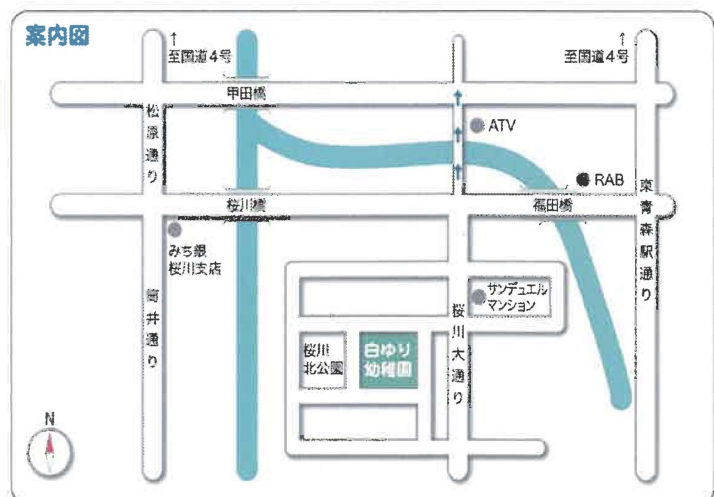 案内図
↑
至国道4号
↑
至国道4号
甲田橋
松原通り
ATV
RAB
桜川橋
福田橋
東青森駅通り
みち銀
桜川支店
筒井通り
サンデュエル
マンション
桜川大通り
桜川
北公園
白ゆり
幼稚園
N